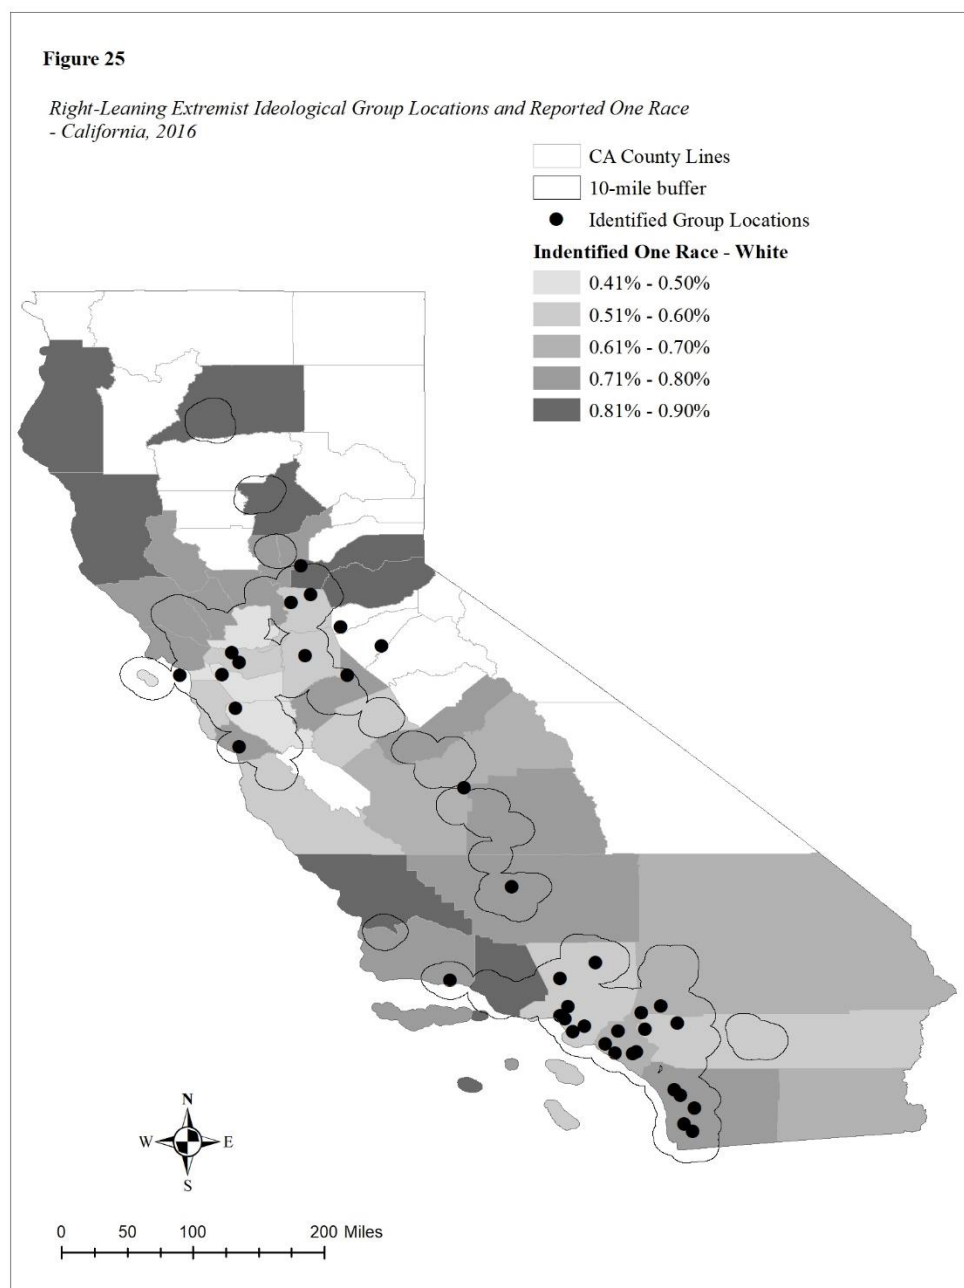 Figure 25
Right-Leaning Extremist Ideological Group Locations and Reported One Race
- California, 2016
CA County Lines
10-mile buffer
Identified Group Locations
Indentified One Race - White
0.41% - 0.50%
0.51% - 0.60%
0.61% - 0.70%
0.71% - 0.80%
0.81% - 0.90%
N
W E
S
0 50 100 200 Miles